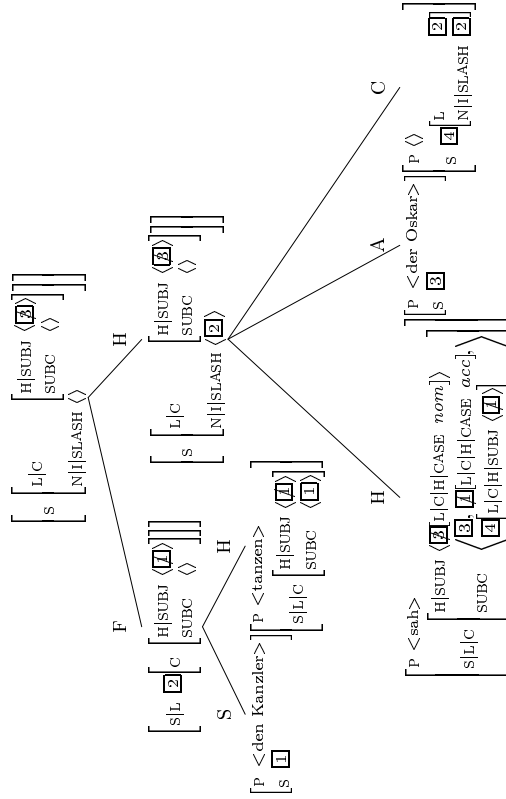 H|SUBJ ⟨3⟩
L|C
S SUBC ⟨⟩
N|I|SLASH ⟨⟩
F H
H|SUBJ ⟨1⟩ H|SUBJ ⟨3⟩
S|L 2 C L|C
SUBC ⟨⟩ S SUBC ⟨⟩
N|I|SLASH ⟨2⟩
S H
P <den Kanzler> P <tanzen>
S 1 H|SUBJ ⟨1⟩
S|L|C
SUBC ⟨1⟩
H A C
P <sah> P <der Oskar> P ⟨⟩
H|SUBJ ⟨3 [L|C|H|CASE nom]⟩ S 3 S 4 L 2
S|L|C 3, 1 [L|C|H|CASE acc], N|I|SLASH 2
SUBC 4 [L|C|H|SUBJ ⟨1⟩]